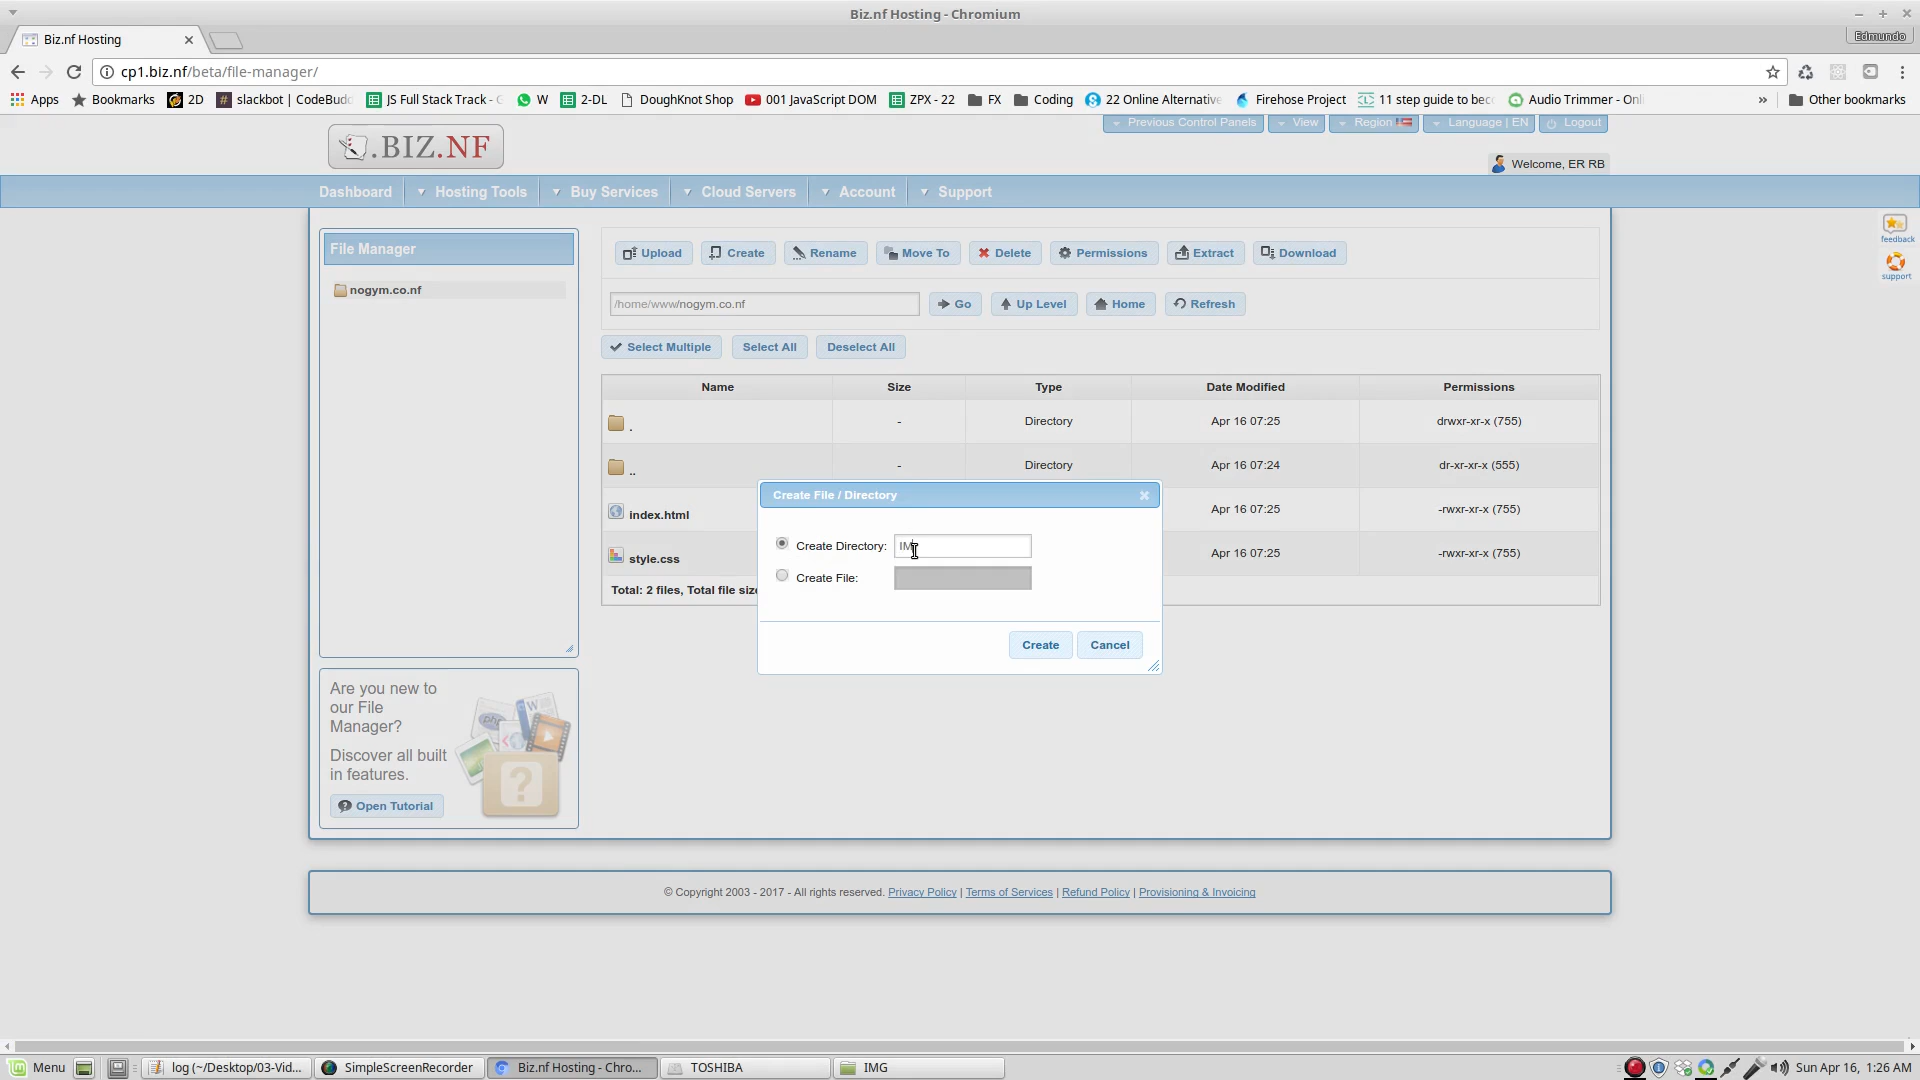 Biz.nf Hosting - Chromium
Biz.nf Hosting
Edmundo
cp1.biz.nf/beta/file-manager/
Apps Bookmarks 2D slackbot | CodeBudd JS Full Stack Track - G W 2-DL DoughKnot Shop 001 JavaScript DOM ZPX - 22 FX Coding 22 Online Alternative Firehose Project 11 step guide to bec Audio Trimmer - Onli » Other bookmarks
Previous Control Panels View Region Language | EN Logout
.BIZ.NF
Welcome, ER RB
Dashboard Hosting Tools Buy Services Cloud Servers Account Support
feedback
support
File Manager
nogym.co.nf
Upload Create Rename Move To Delete Permissions Extract Download
/home/www/nogym.co.nf Go Up Level Home Refresh
Select Multiple Select All Deselect All
Name Size Type Date Modified Permissions
. - Directory Apr 16 07:25 drwxr-xr-x (755)
.. - Directory Apr 16 07:24 dr-xr-xr-x (555)
index.html Apr 16 07:25 -rwxr-xr-x (755)
style.css Apr 16 07:25 -rwxr-xr-x (755)
Total: 2 files, Total file size
Create File / Directory
Create Directory: IM
Create File:
Create Cancel
Are you new to
our File
Manager?
Discover all built
in features.
Open Tutorial
© Copyright 2003 - 2017 - All rights reserved. Privacy Policy | Terms of Services | Refund Policy | Provisioning & Invoicing
Menu log (~/Desktop/03-Vid... SimpleScreenRecorder Biz.nf Hosting - Chro... TOSHIBA IMG Sun Apr 16, 1:26 AM